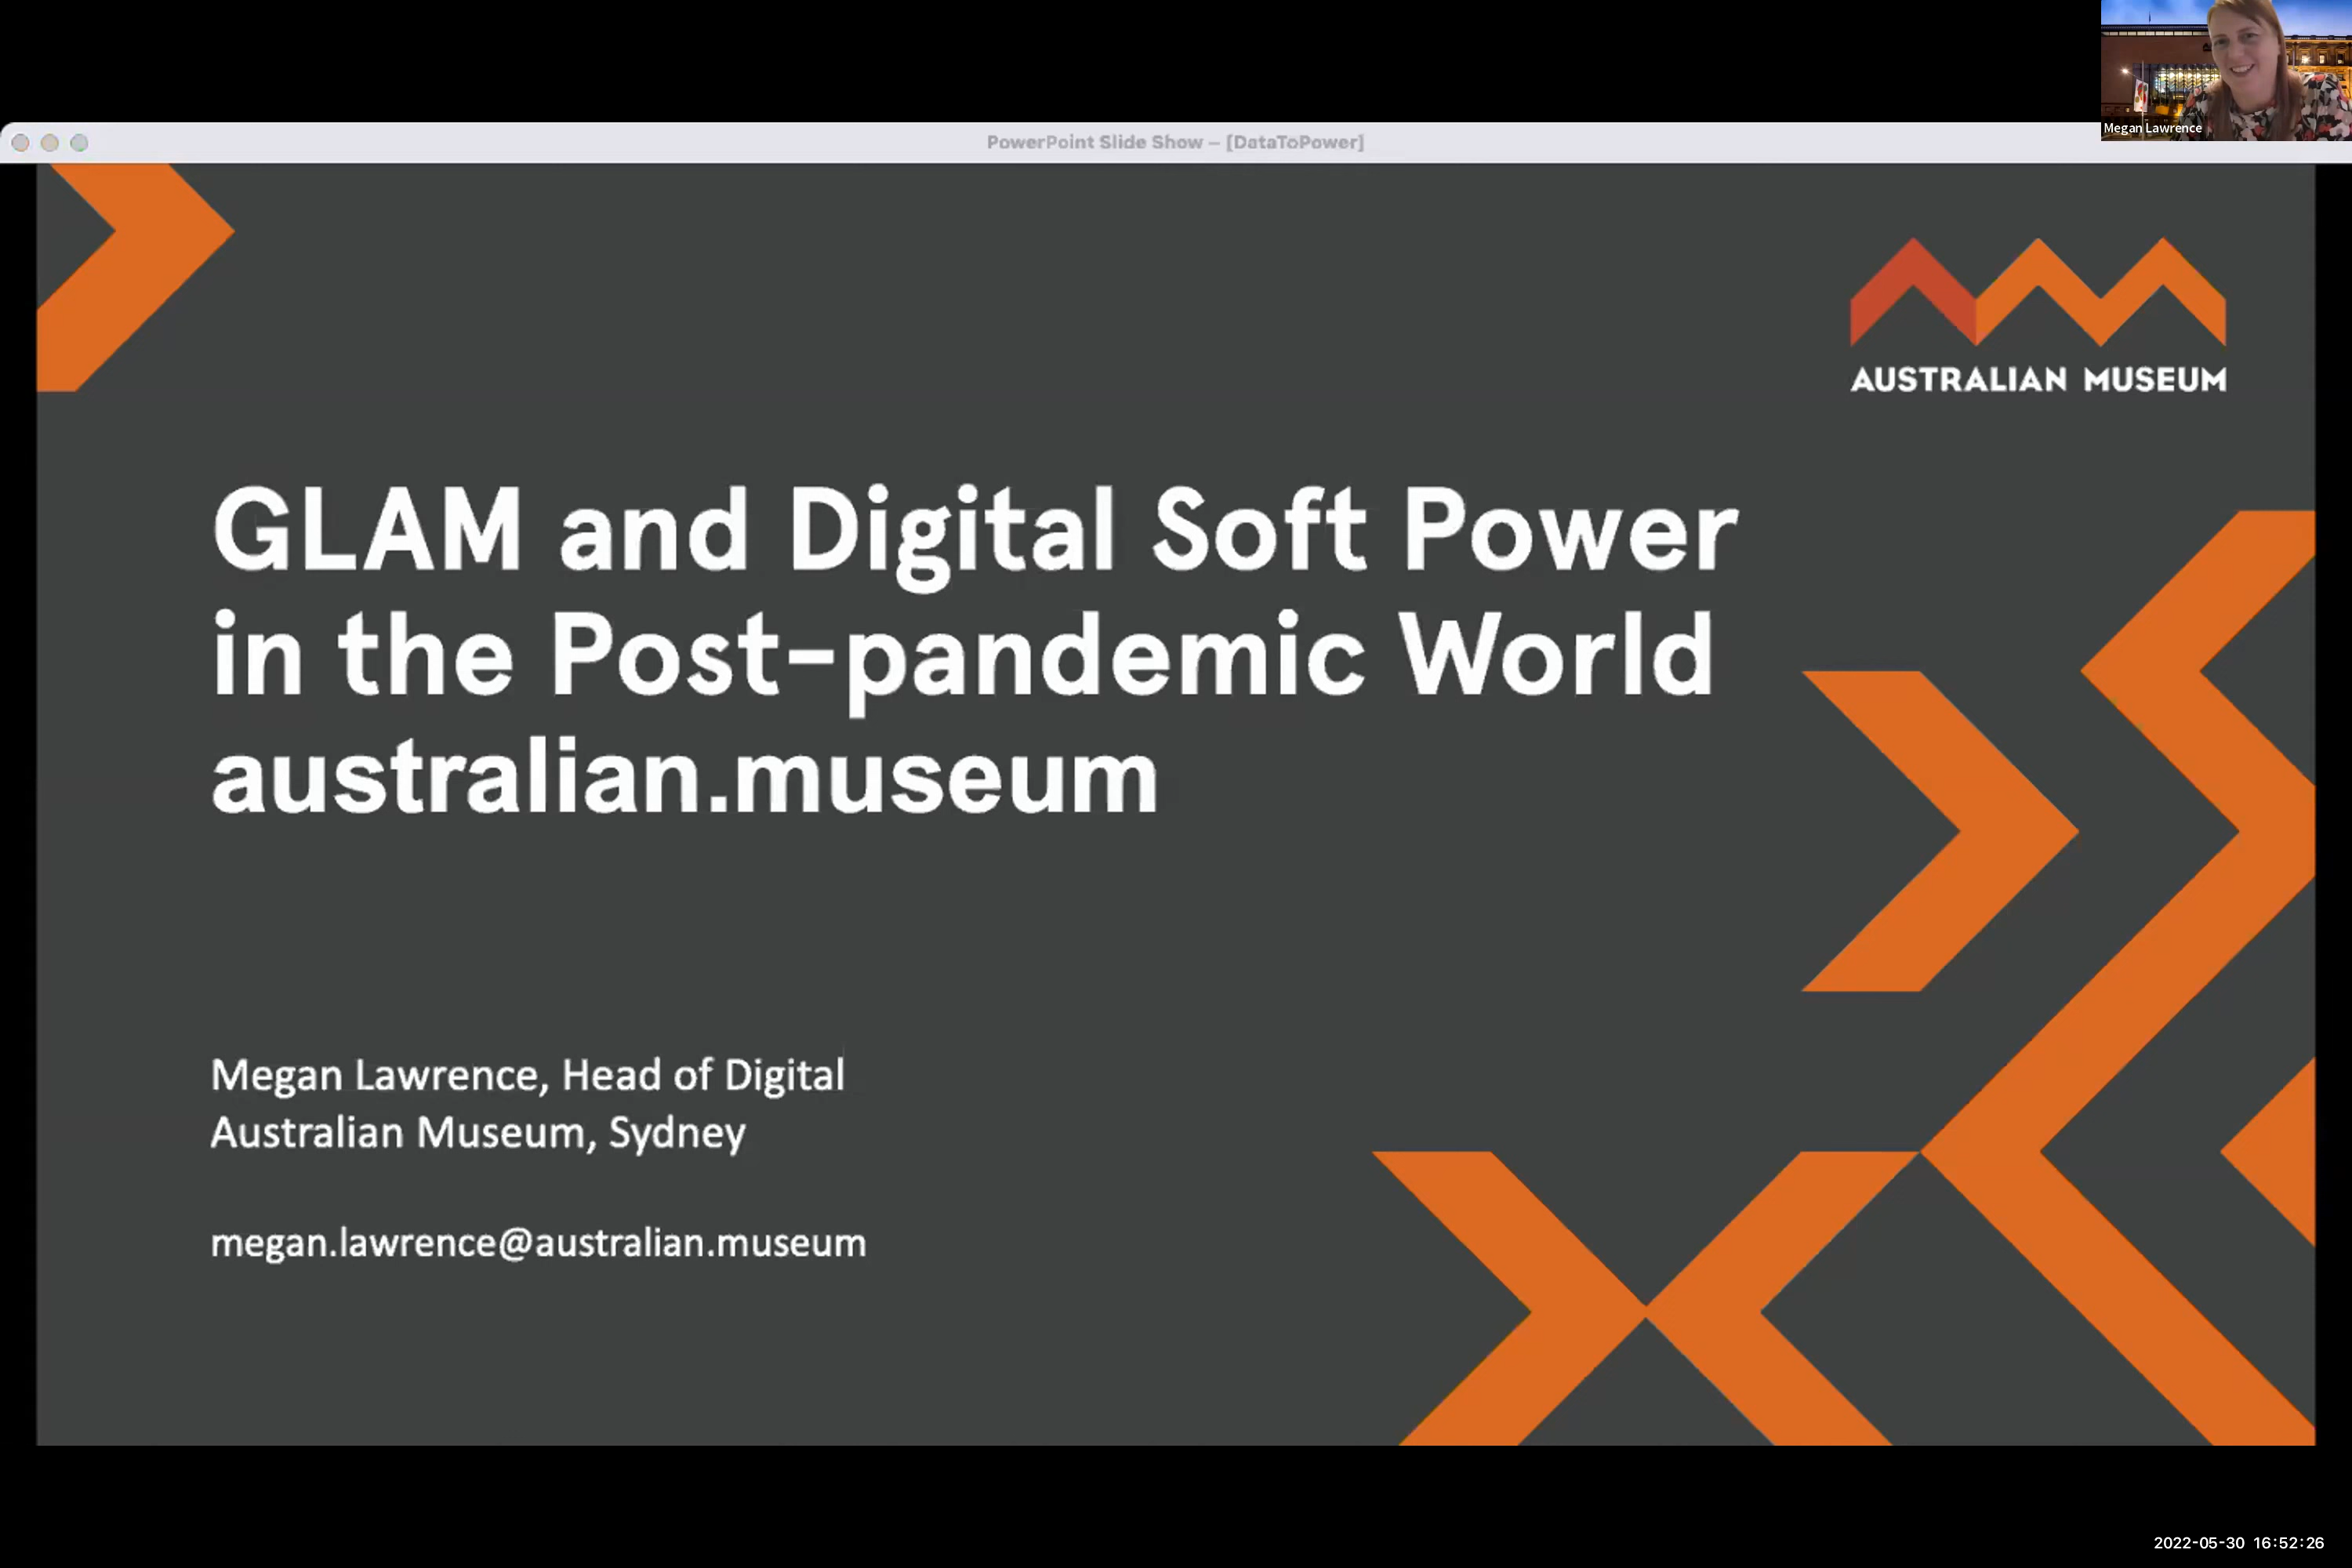 Megan Lawrence
PowerPoint Slide Show – [DataToPower]
AUSTRALIAN MUSEUM
GLAM and Digital Soft Power
in the Post-pandemic World
australian.museum
Megan Lawrence, Head of Digital
Australian Museum, Sydney
megan.lawrence@australian.museum
2022-05-30 16:52:26